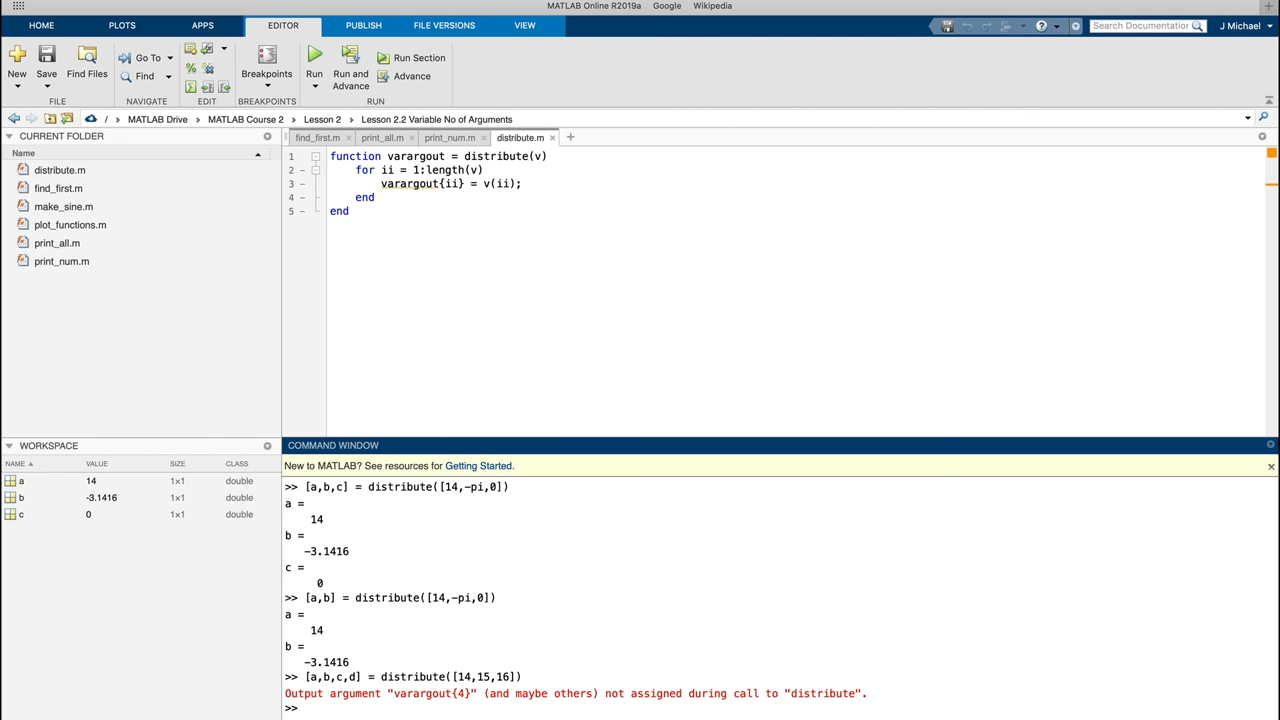 MATLAB Online R2019a Google Wikipedia
HOME PLOTS APPS EDITOR PUBLISH FILE VERSIONS VIEW
Search Documentation J Michael
New Save Find Files Go To Find Breakpoints Run Run and Advance Run Section Advance
FILE NAVIGATE EDIT BREAKPOINTS RUN
/ MATLAB Drive MATLAB Course 2 Lesson 2 Lesson 2.2 Variable No of Arguments
CURRENT FOLDER
Name
distribute.m
find_first.m
make_sine.m
plot_functions.m
print_all.m
print_num.m
find_first.m print_all.m print_num.m distribute.m
1 function varargout = distribute(v)
2 for ii = 1:length(v)
3 varargout{ii} = v(ii);
4 end
5 end
WORKSPACE
NAME VALUE SIZE CLASS
a 14 1×1 double
b -3.1416 1×1 double
c 0 1×1 double
COMMAND WINDOW
New to MATLAB? See resources for Getting Started.
>> [a,b,c] = distribute([14,-pi,0])
a =
14
b =
-3.1416
c =
0
>> [a,b] = distribute([14,-pi,0])
a =
14
b =
-3.1416
>> [a,b,c,d] = distribute([14,15,16])
Output argument "varargout{4}" (and maybe others) not assigned during call to "distribute".
>>